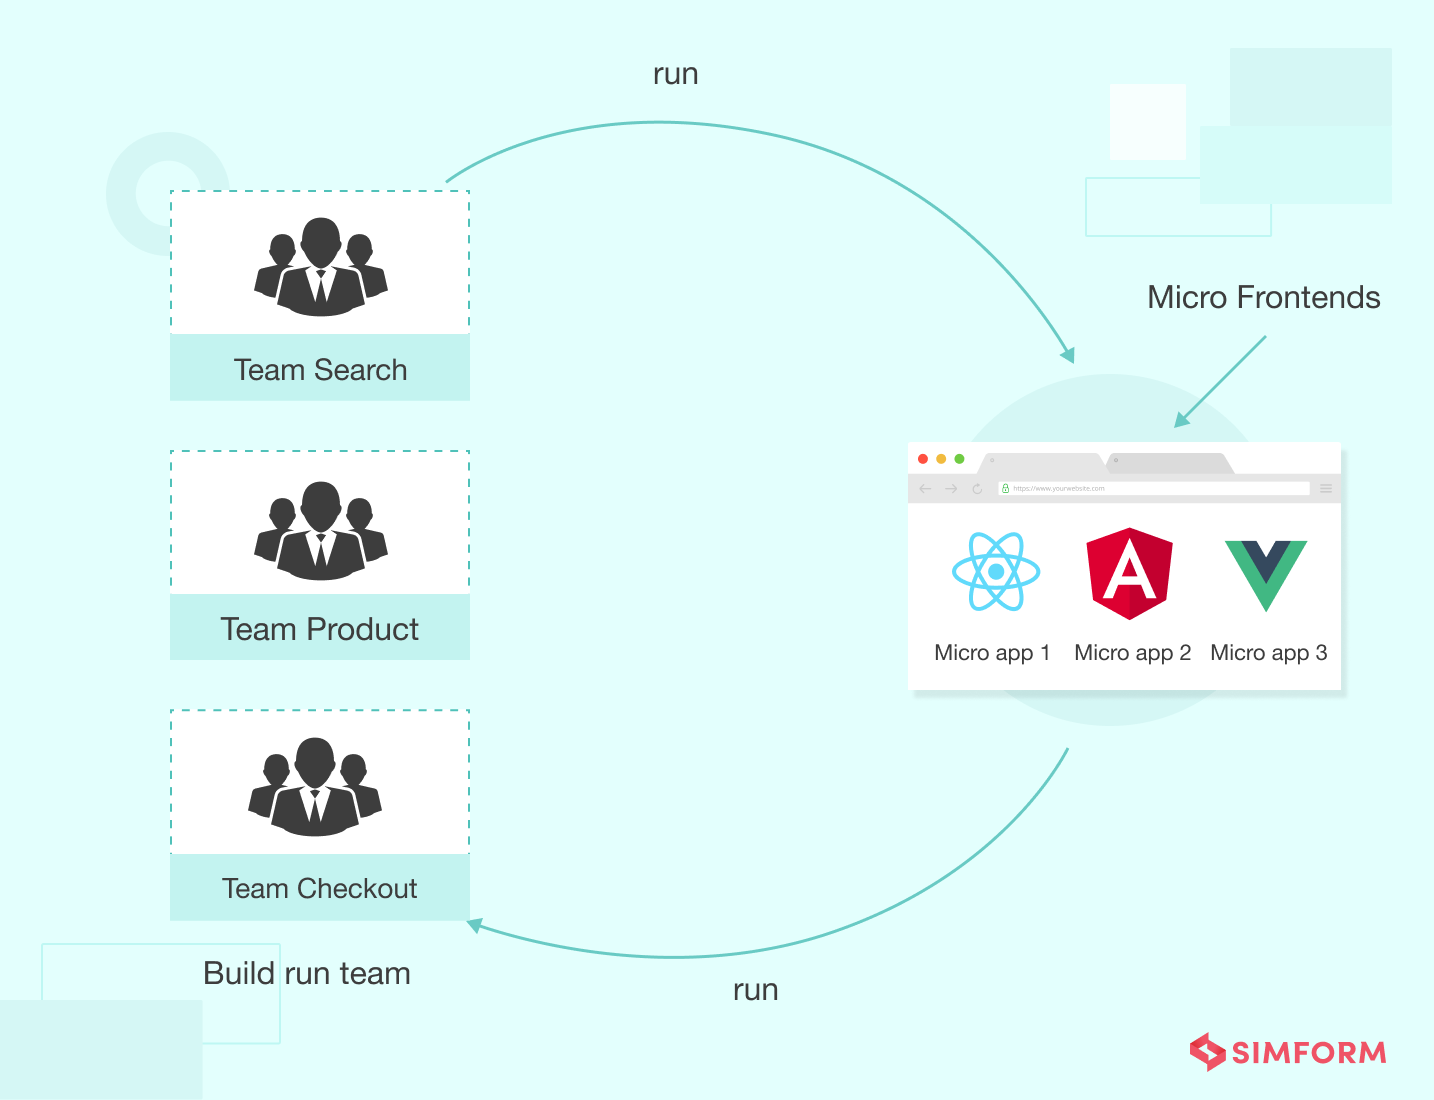 run
Micro Frontends
Team Search
https://www.yourwebsite.com
Team Product
Micro app 1
Micro app 2
Micro app 3
Team Checkout
Build run team
run
SIMFORM